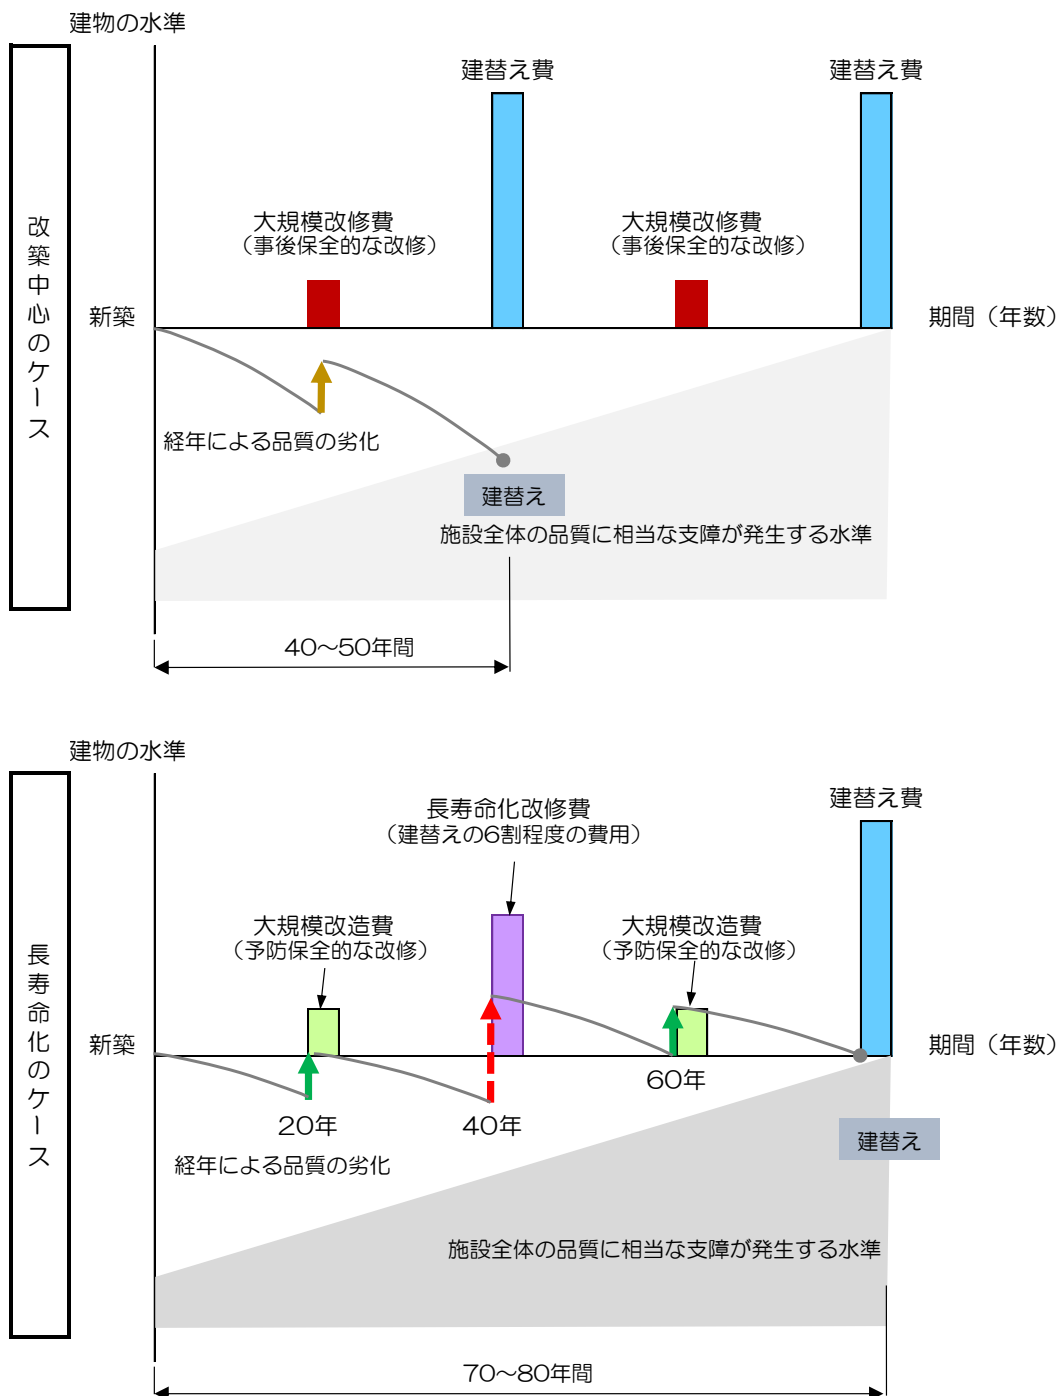 建物の水準
改築中心のケース
建替え費
建替え費
大規模改修費
（事後保全的な改修）
大規模改修費
（事後保全的な改修）
新築
期間（年数）
経年による品質の劣化
建替え
施設全体の品質に相当な支障が発生する水準
40～50年間
建物の水準
長寿命化のケース
建替え費
長寿命化改修費
（建替えの6割程度の費用）
大規模改造費
（予防保全的な改修）
大規模改造費
（予防保全的な改修）
新築
期間（年数）
60年
20年
40年
建替え
経年による品質の劣化
施設全体の品質に相当な支障が発生する水準
70～80年間